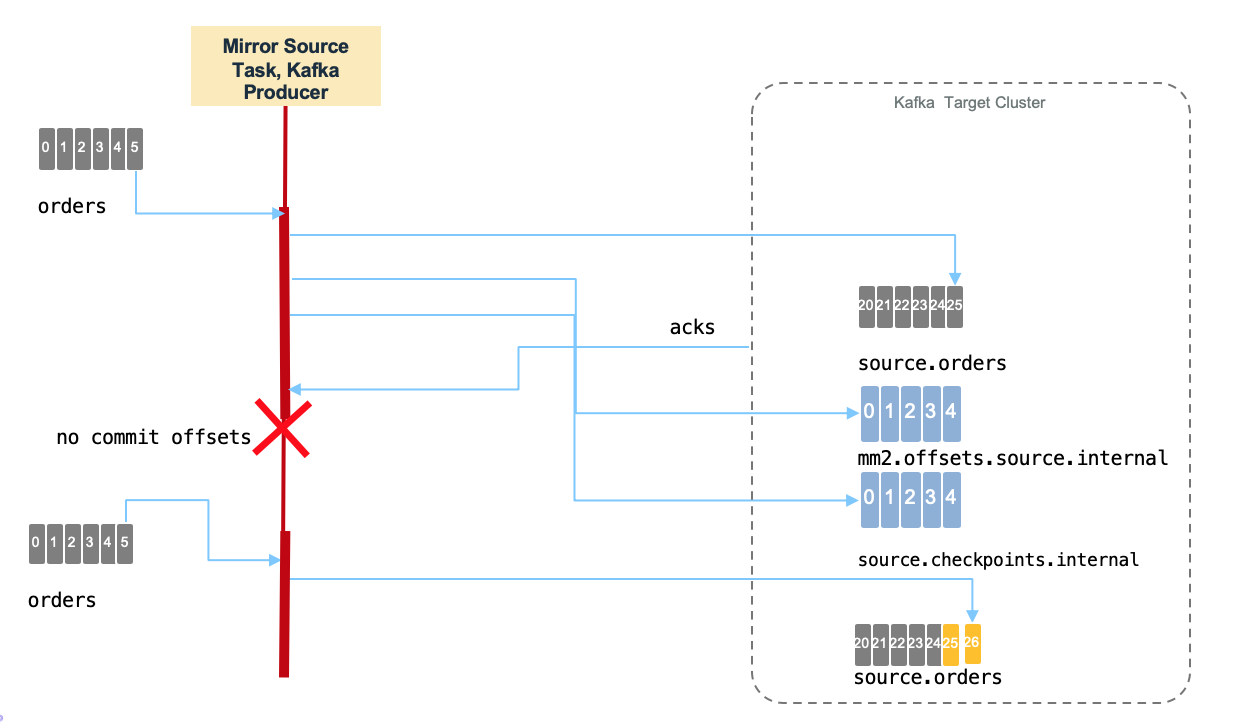 Mirror Source
Task, Kafka
Producer
Kafka Target Cluster
0 1 2 3 4 5
orders
20 21 22 23 24 25
acks
source.orders
0 1 2 3 4
no commit offsets
mm2.offsets.source.internal
0 1 2 3 4
0 1 2 3 4 5
source.checkpoints.internal
orders
20 21 22 23 24 25 26
source.orders